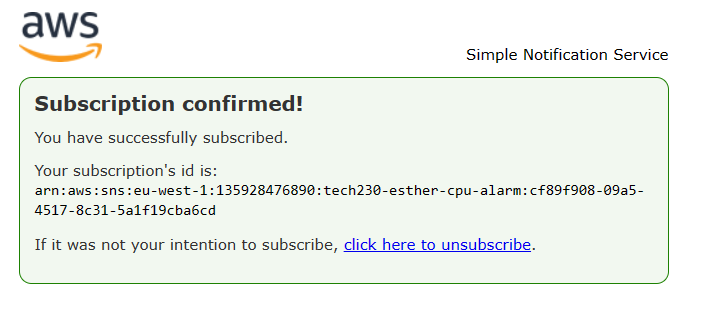 aws
Simple Notification Service
Subscription confirmed!
You have successfully subscribed.
Your subscription's id is:
arn:aws:sns:eu-west-1:135928476890:tech230-esther-cpu-alarm:cf89f908-09a5-
4517-8c31-5a1f19cba6cd
If it was not your intention to subscribe, click here to unsubscribe.